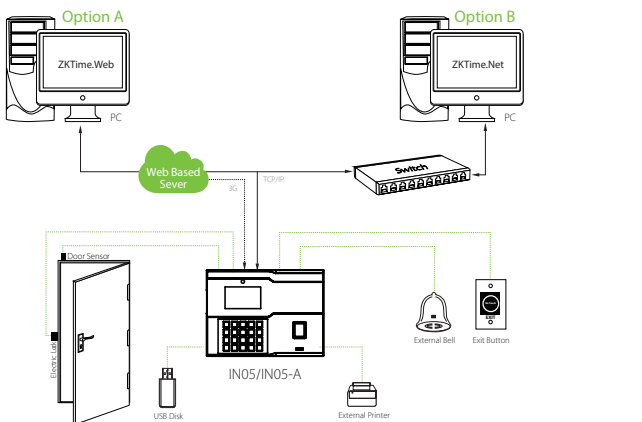 Option A
Option B
ZKTime.Web
ZKTime.Net
PC
PC
Switch
Web Based
Sever
3G
TCP/IP
Door Sensor
Electric Lock
EXIT
External Bell
Exit Button
IN05/IN05-A
USB Disk
External Printer